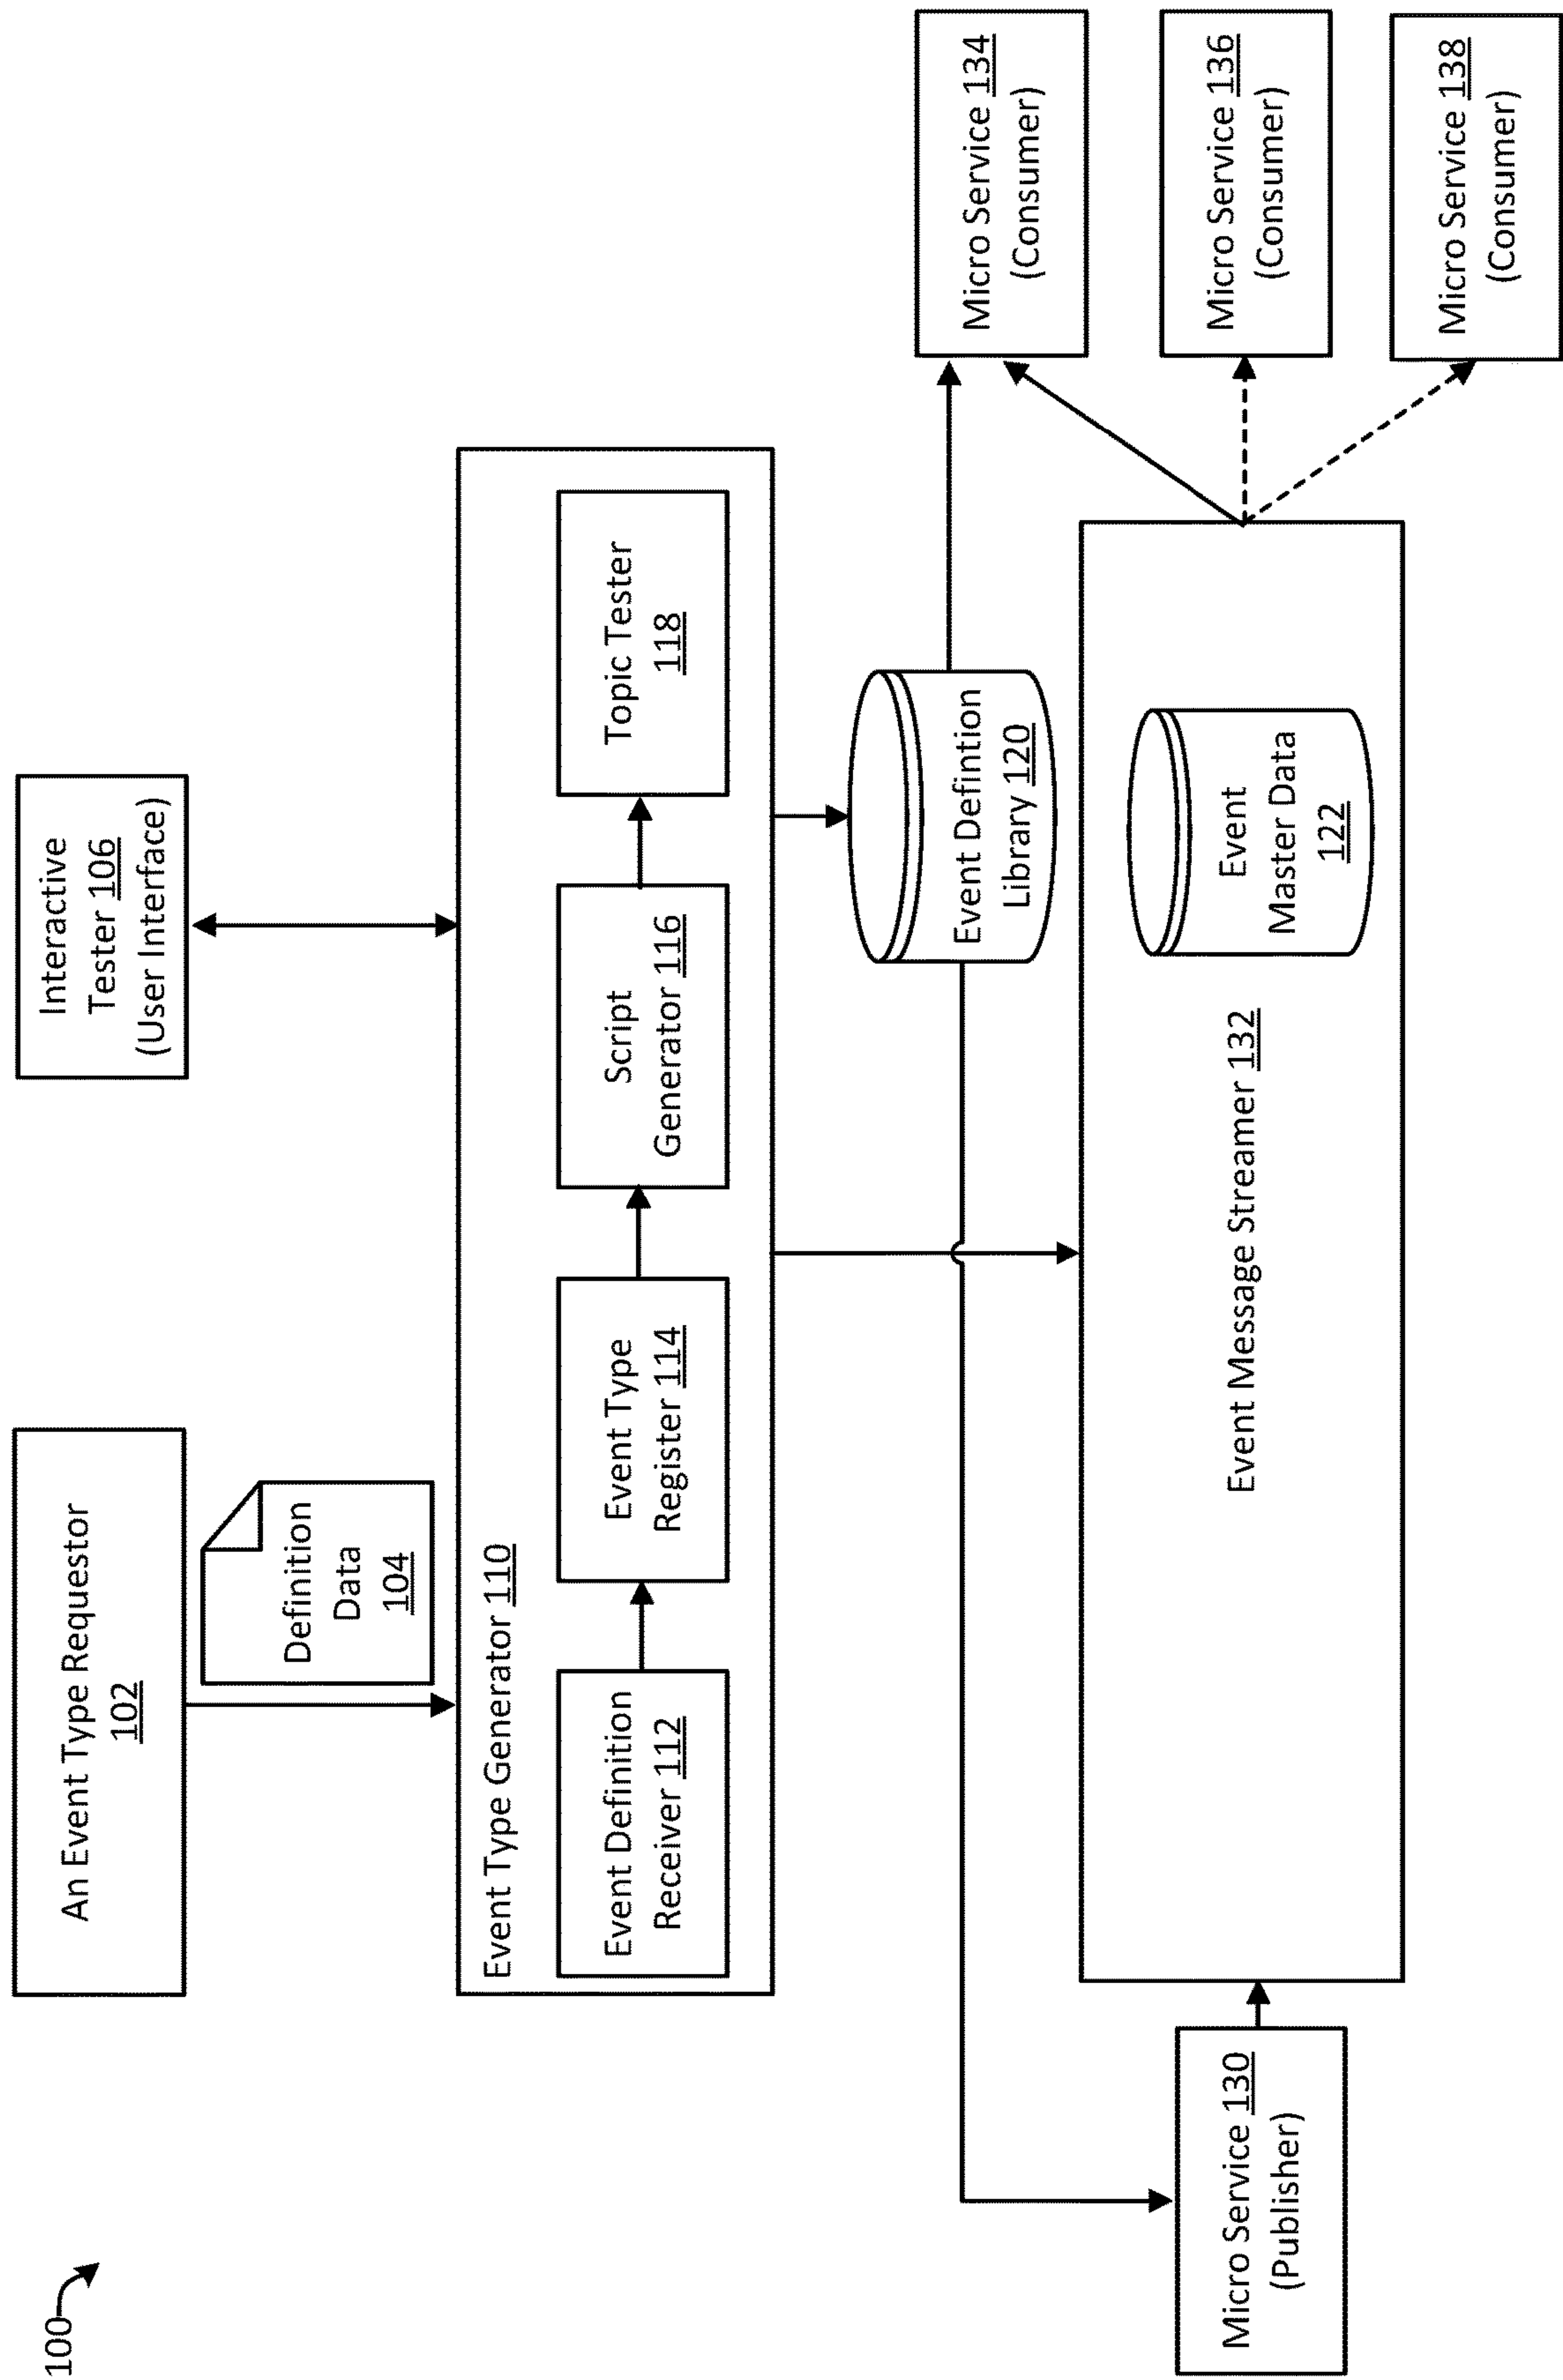 100
An Event Type Requestor
102
Definition
Data
104
Interactive
Tester 106
(User Interface)
Event Type Generator 110
Event Definition
Receiver 112
Event Type
Register 114
Script
Generator 116
Topic Tester
118
Event Defintion
Library 120
Micro Service 130
(Publisher)
Event Message Streamer 132
Event
Master Data
122
Micro Service 134
(Consumer)
Micro Service 136
(Consumer)
Micro Service 138
(Consumer)